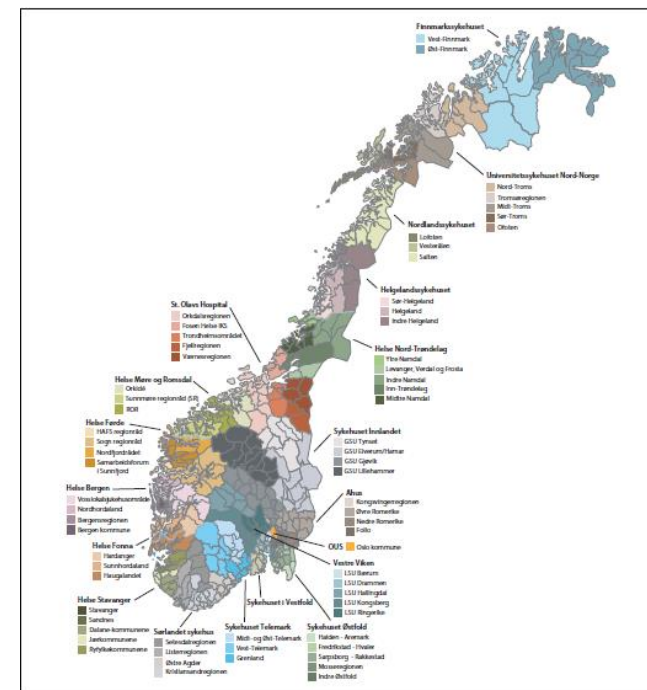 Finnmarkssykehuset
Vest-Finnmark
Øst-Finnmark
Universitetssykehuset Nord-Norge
Nord-Troms
Tromsøregionen
Midt-Troms
Sør-Troms
Ofoten
Nordlandssykehuset
Lofoten
Vesterålen
Salten
Helgelandssykehuset
Sør-Helgeland
Helgeland
Indre Helgeland
St. Olavs Hospital
Orkdalsregionen
Fosen Helse IKS
Trondheimsområdet
Fjellregionen
Værnesregionen
Helse Nord-Trøndelag
Ytre Namdal
Levanger, Verdal og Frosta
Indre Namdal
Inn-Trøndelag
Midtre Namdal
Helse Møre og Romsdal
Orkidé
Sunnmøre regionråd (SR)
ROR
Helse Førde
HAFS regionråd
Sogn regionråd
Nordfjordrådet
Samarbeidsforum
i Sunnfjord
Sykehuset Innlandet
GSU Tynset
GSU Elverum/Hamar
GSU Gjøvik
GSU Lillehammer
Helse Bergen
Voss lokalsjukehusområde
Nordhordaland
Bergensregionen
Bergen kommune
Ahus
Kongsvingerregionen
Øvre Romerike
Nedre Romerike
Follo
OUS
Oslo kommune
Helse Fonna
Hardanger
Sunnhordaland
Haugalandet
Vestre Viken
LSU Bærum
LSU Drammen
LSU Hallingdal
LSU Kongsberg
LSU Ringerike
Helse Stavanger
Stavanger
Sandnes
Dalane-kommunene
Jærkommunene
Ryfylkekommunene
Sørlandet sykehus
Setesdalsregionen
Listerregionen
Østre Agder
Kristiansandregionen
Sykehuset i Vestfold
Sykehuset Telemark
Midt- og Øst-Telemark
Vest-Telemark
Grenland
Sykehuset Østfold
Halden - Aremark
Fredrikstad - Hvaler
Sarpsborg - Rakkestad
Mosseregionen
Indre Østfold